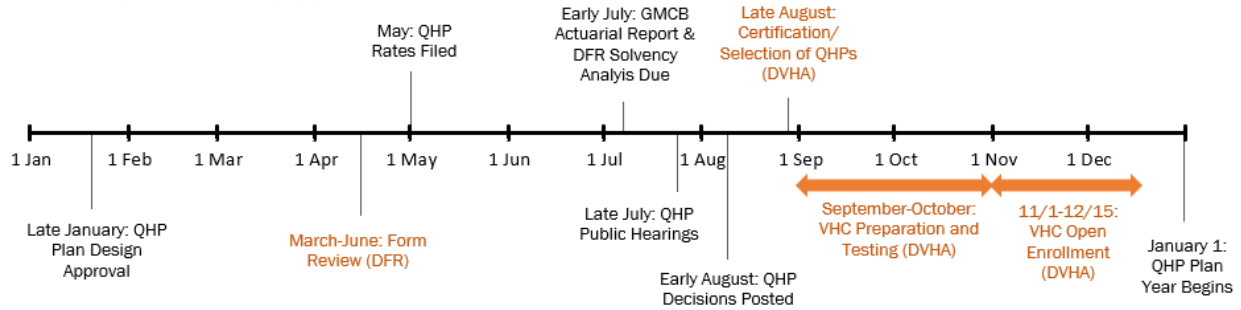 May: QHP
Rates Filed
Early July: GMCB
Actuarial Report &
DFR Solvency
Analyis Due
Late August:
Certification/
Selection of QHPs
(DVHA)
1 Jan
1 Feb
1 Mar
1 Apr
1 May
1 Jun
1 Jul
1 Aug
1 Sep
1 Oct
1 Nov
1 Dec
Late January: QHP
Plan Design
Approval
March-June: Form
Review (DFR)
Late July: QHP
Public Hearings
Early August: QHP
Decisions Posted
September-October:
VHC Preparation and
Testing (DVHA)
11/1-12/15:
VHC Open
Enrollment
(DVHA)
January 1:
QHP Plan
Year Begins